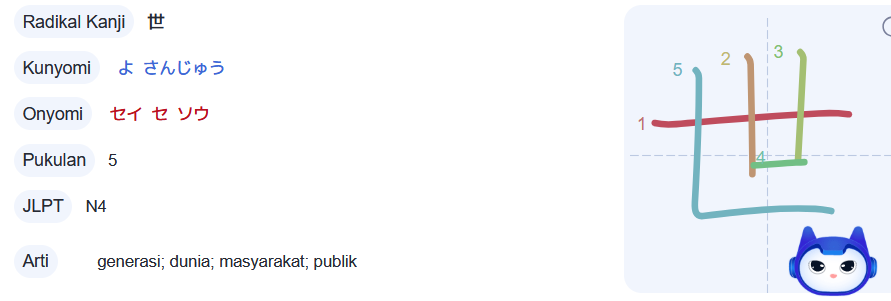 Radikal Kanji 世
Kunyomi よ さんじゅう
Onyomi セイ セ ソウ
Pukulan 5
JLPT N4
Arti generasi; dunia; masyarakat; publik
1
2
3
4
5